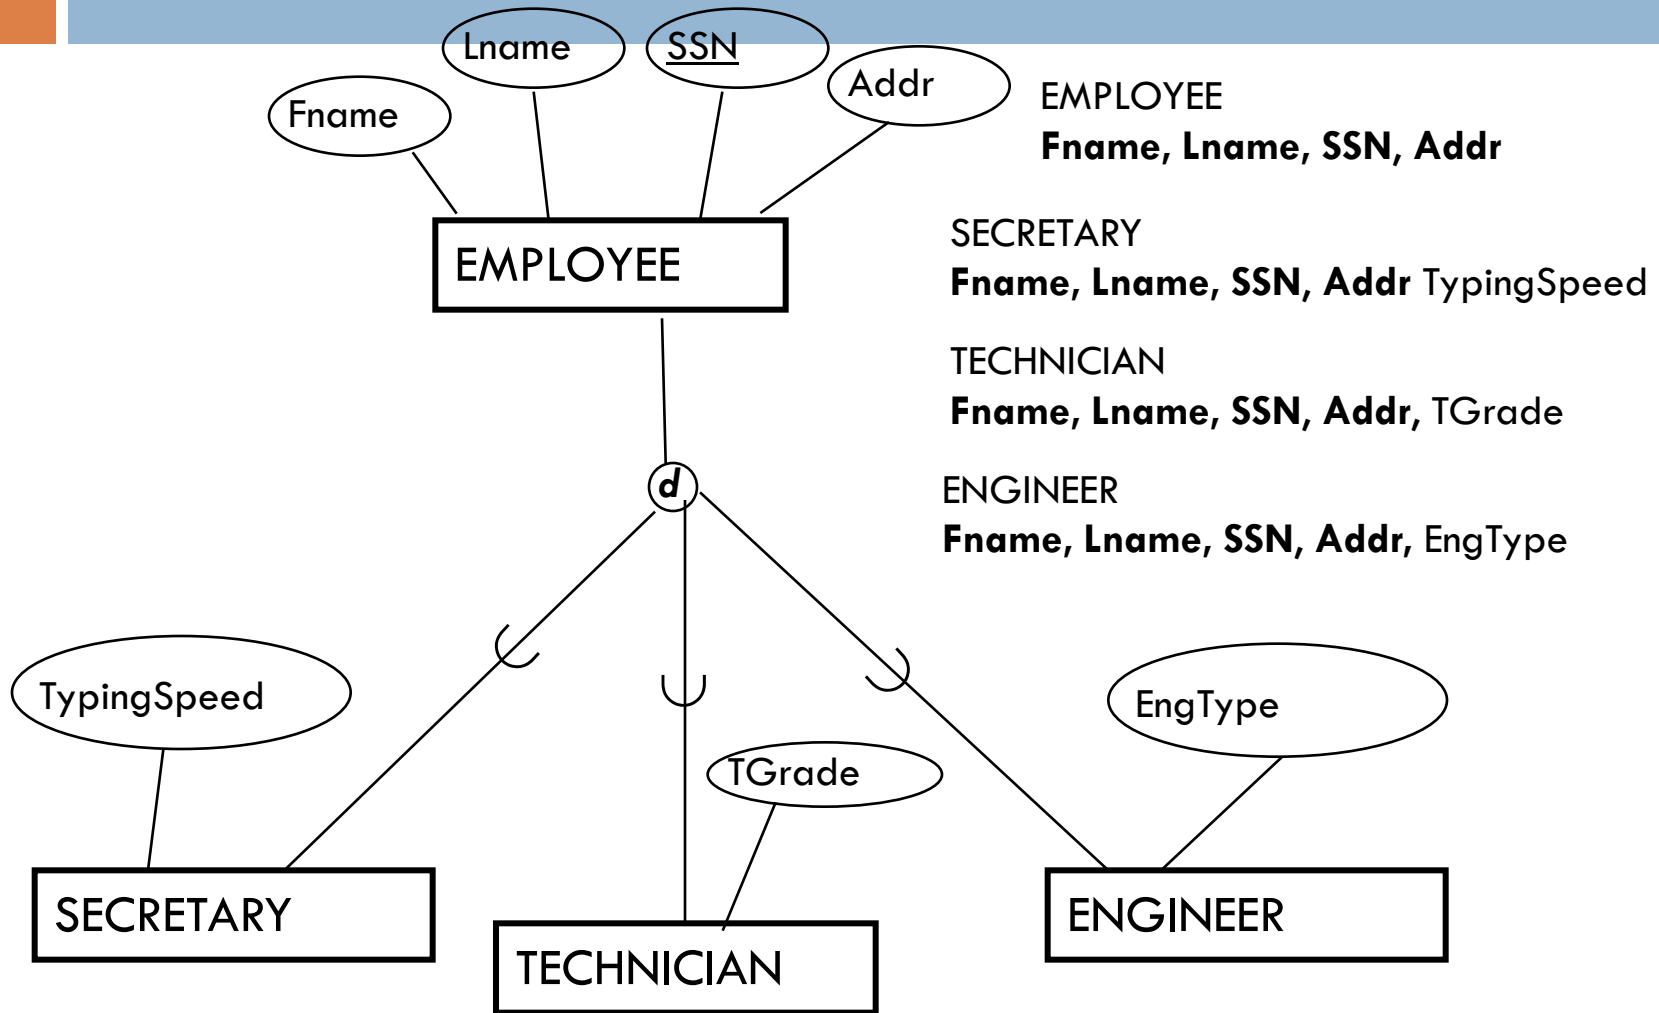 Lname
SSN
Addr
Fname
EMPLOYEE
Fname, Lname, SSN, Addr
EMPLOYEE
SECRETARY
Fname, Lname, SSN, Addr TypingSpeed
TECHNICIAN
Fname, Lname, SSN, Addr, TGrade
d
ENGINEER
Fname, Lname, SSN, Addr, EngType
TypingSpeed
EngType
TGrade
SECRETARY
TECHNICIAN
ENGINEER